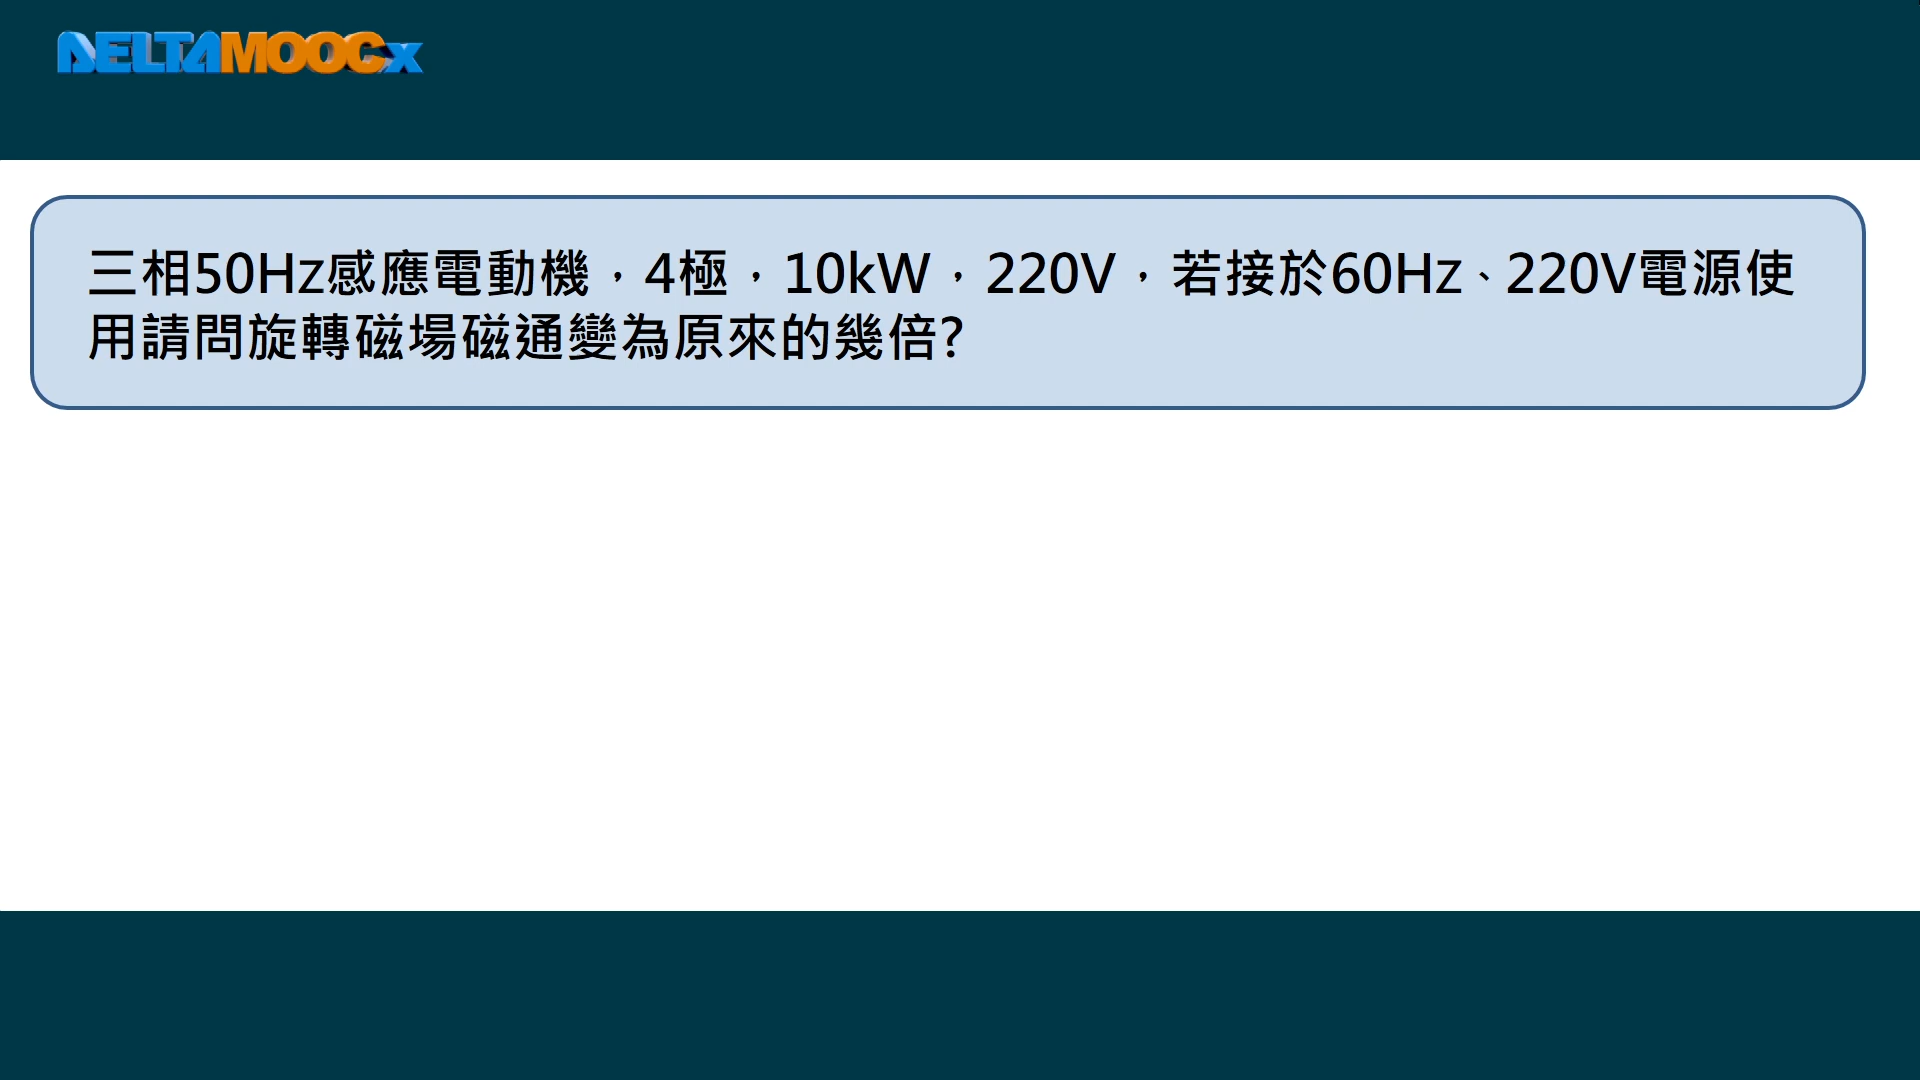 DELTAMOOCx
三相50Hz感應電動機，4極，10kW，220V，若接於60Hz、220V電源使
用請問旋轉磁場磁通變為原來的幾倍?